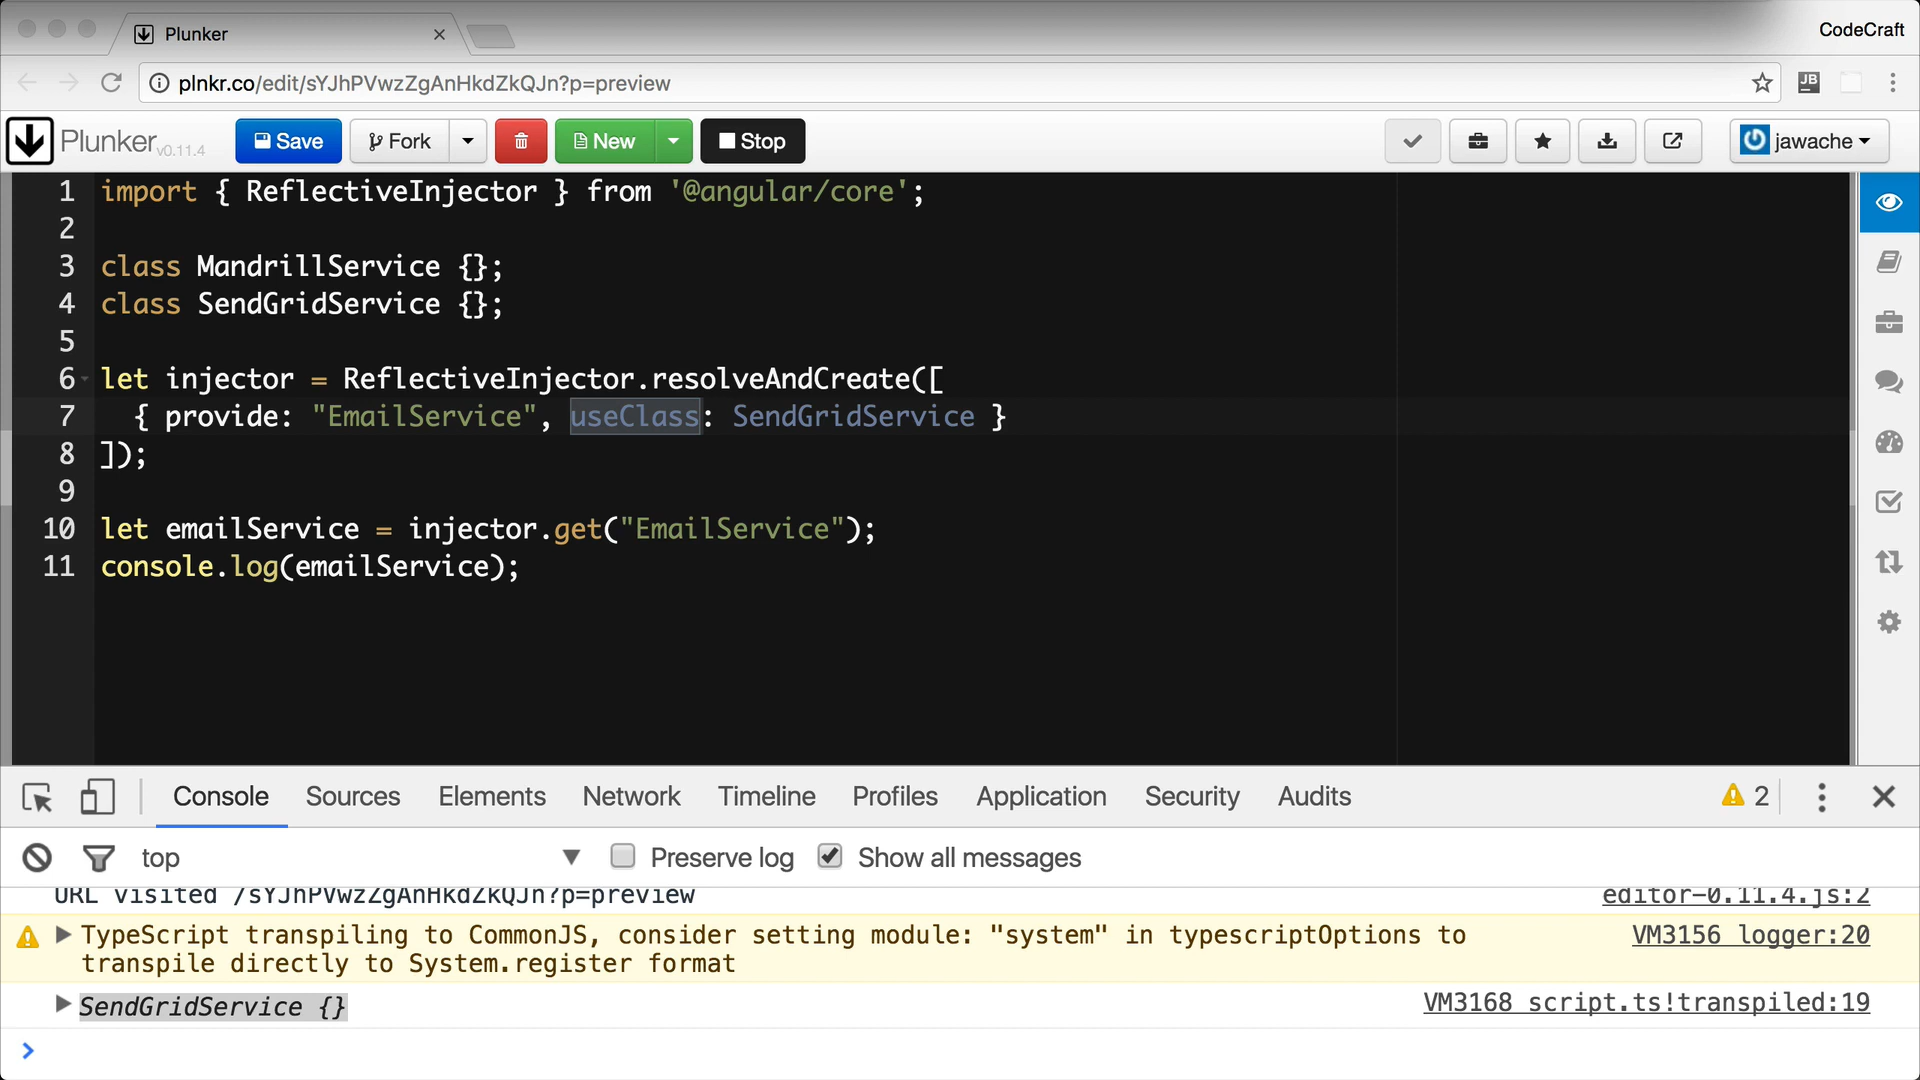 Plunker
CodeCraft
plnkr.co/edit/sYJhPVwzZgAnHkdZkQJn?p=preview
JB
Plunker v0.11.4 Save Fork New Stop jawache
1 import { ReflectiveInjector } from '@angular/core';
2
3 class MandrillService {};
4 class SendGridService {};
5
6 let injector = ReflectiveInjector.resolveAndCreate([
7 { provide: "EmailService", useClass: SendGridService }
8 ]);
9
10 let emailService = injector.get("EmailService");
11 console.log(emailService);
Console Sources Elements Network Timeline Profiles Application Security Audits 2
top Preserve log Show all messages
URL visited /sYJhPVwzZgAnHkdZkQJn?p=preview editor-0.11.4.js:2
TypeScript transpiling to CommonJS, consider setting module: "system" in typescriptOptions to VM3156 logger:20
transpile directly to System.register format
SendGridService {} VM3168 script.ts!transpiled:19